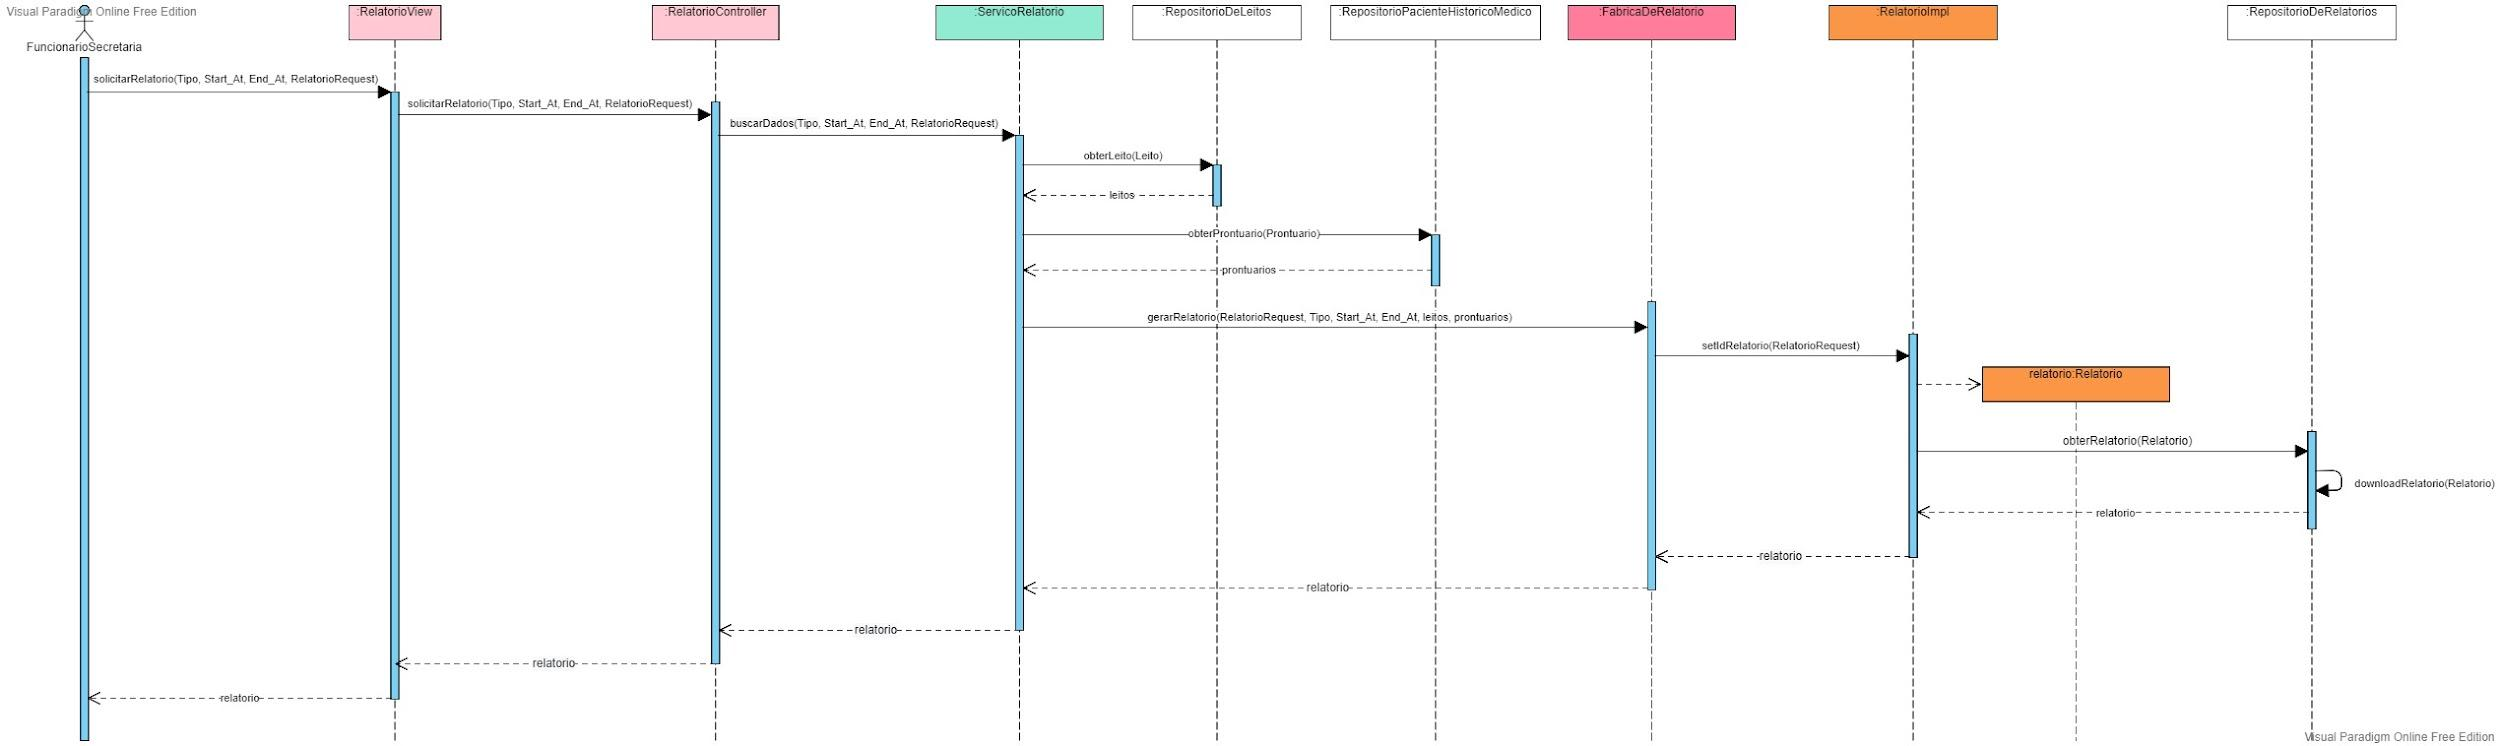 Visual Paradigm Online Free Edition
FuncionarioSecretaria
:RelatorioView
:RelatorioController
:ServicoRelatorio
:RepositorioDeLeitos
:RepositorioPacienteHistoricoMedico
:FabricaDeRelatorio
:RelatorioImpl
:RepositorioDeRelatorios
solicitarRelatorio(Tipo, Start_At, End_At, RelatorioRequest)
solicitarRelatorio(Tipo, Start_At, End_At, RelatorioRequest)
buscarDados(Tipo, Start_At, End_At, RelatorioRequest)
obterLeito(Leito)
leitos
obterProntuario(Prontuario)
prontuarios
gerarRelatorio(RelatorioRequest, Tipo, Start_At, End_At, leitos, prontuarios)
setIdRelatorio(RelatorioRequest)
relatorio:Relatorio
obterRelatorio(Relatorio)
downloadRelatorio(Relatorio)
relatorio
relatorio
relatorio
relatorio
relatorio
relatorio
Visual Paradigm Online Free Edition